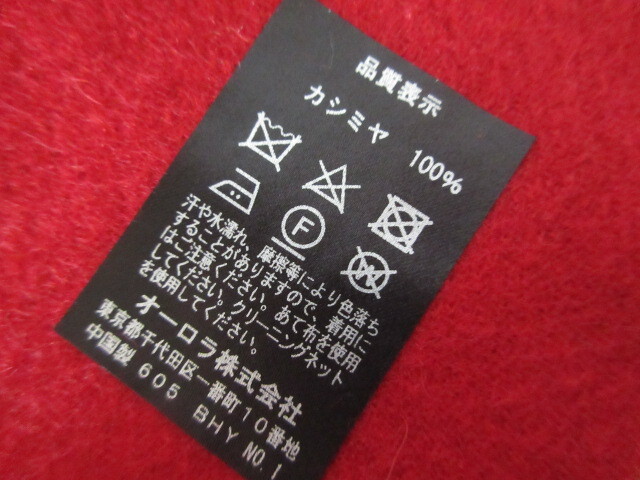 品質表示
カシミヤ 100%
F
W
汗や水濡れ、摩擦等により色落ち
することがありますので、着用に
はご注意ください。あて布を使用
してください。クリーニングネット
を使用してください。
オーロラ株式会社
東京都千代田区一番町10番地
中国製 605 BHY NO.1